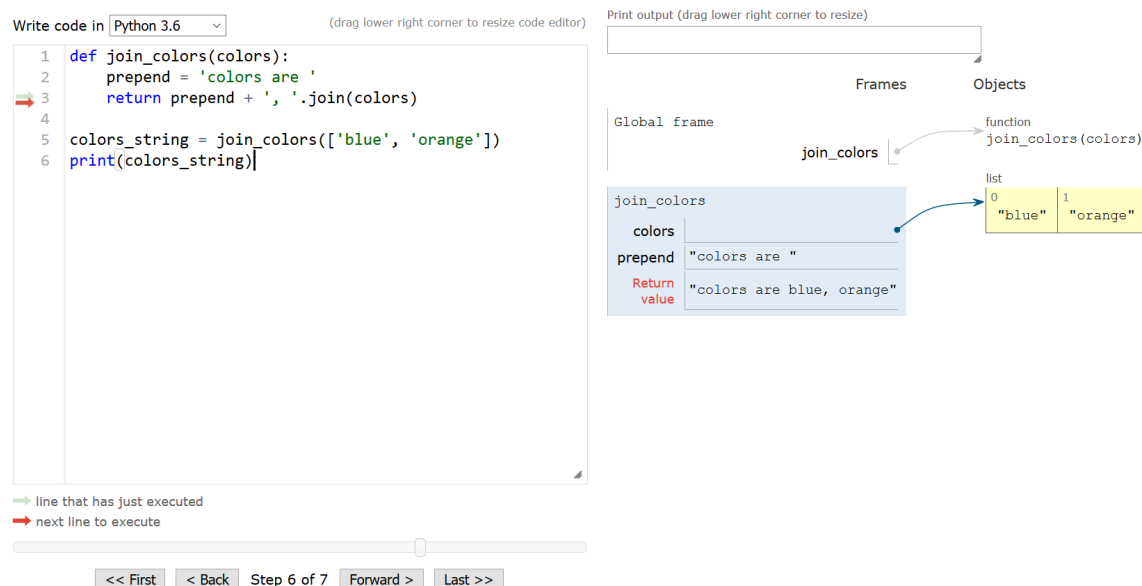 Write code in Python 3.6
(drag lower right corner to resize code editor)
1 def join_colors(colors):
2     prepend = 'colors are '
3     return prepend + ', '.join(colors)
4
5 colors_string = join_colors(['blue', 'orange'])
6 print(colors_string)
line that has just executed
next line to execute
<< First < Back Step 6 of 7 Forward > Last >>
Print output (drag lower right corner to resize)
Frames Objects
Global frame
join_colors
function
join_colors(colors)
list
0 1
"blue" "orange"
join_colors
colors
prepend "colors are "
Return
value "colors are blue, orange"